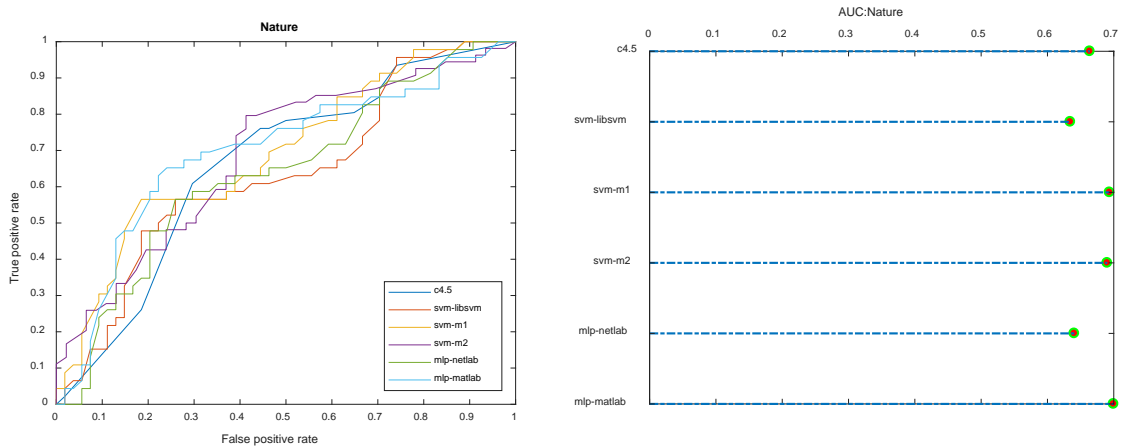 Nature
1
0.9
0.8
0.7
0.6
0.5
0.4
0.3
0.2
0.1
0
True positive rate
0 0.1 0.2 0.3 0.4 0.5 0.6 0.7 0.8 0.9 1
False positive rate
c4.5
svm-libsvm
svm-m1
svm-m2
mlp-netlab
mlp-matlab
AUC:Nature
0 0.1 0.2 0.3 0.4 0.5 0.6 0.7
c4.5
svm-libsvm
svm-m1
svm-m2
mlp-netlab
mlp-matlab